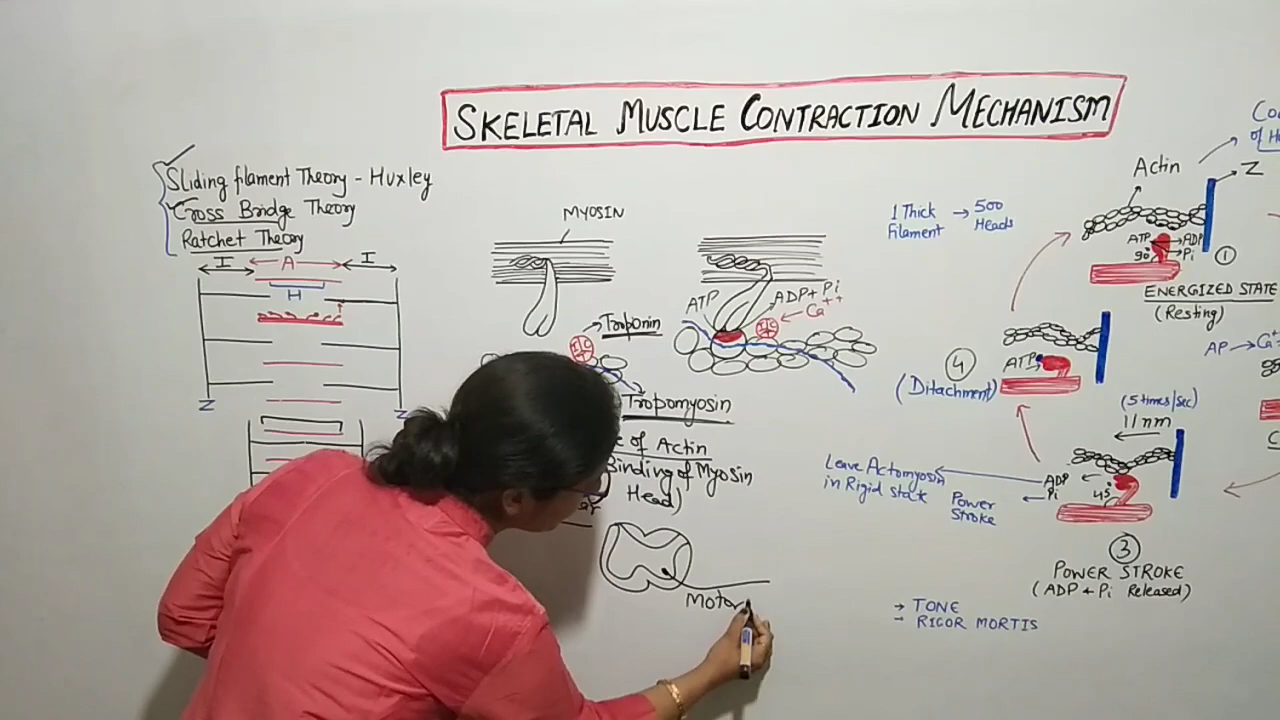 SKELETAL MUSCLE CONTRACTION MECHANISM
Sliding filament Theory - Huxley
Cross Bridge Theory
Ratchet Theory
I A I
H
Z Z
MYOSIN
Troponin
Tropomyosin
of Actin
Binding of Myosin
Head)
Motor
ATP
ADP + Pi
Ca++
1 Thick → 500
Filament Heads
Actin
Z
ATP ADP
90° Pi
①
ENERGIZED STATE
(Resting)
of
AP → Ca
ATP
④
(Ditachment)
(5 times/sec)
11 nm
Leave Actomyosin
in Rigid state
ADP
Pi
45°
Power
Stroke
③
POWER STROKE
(ADP + Pi Released)
→ TONE
- RIGOR MORTIS